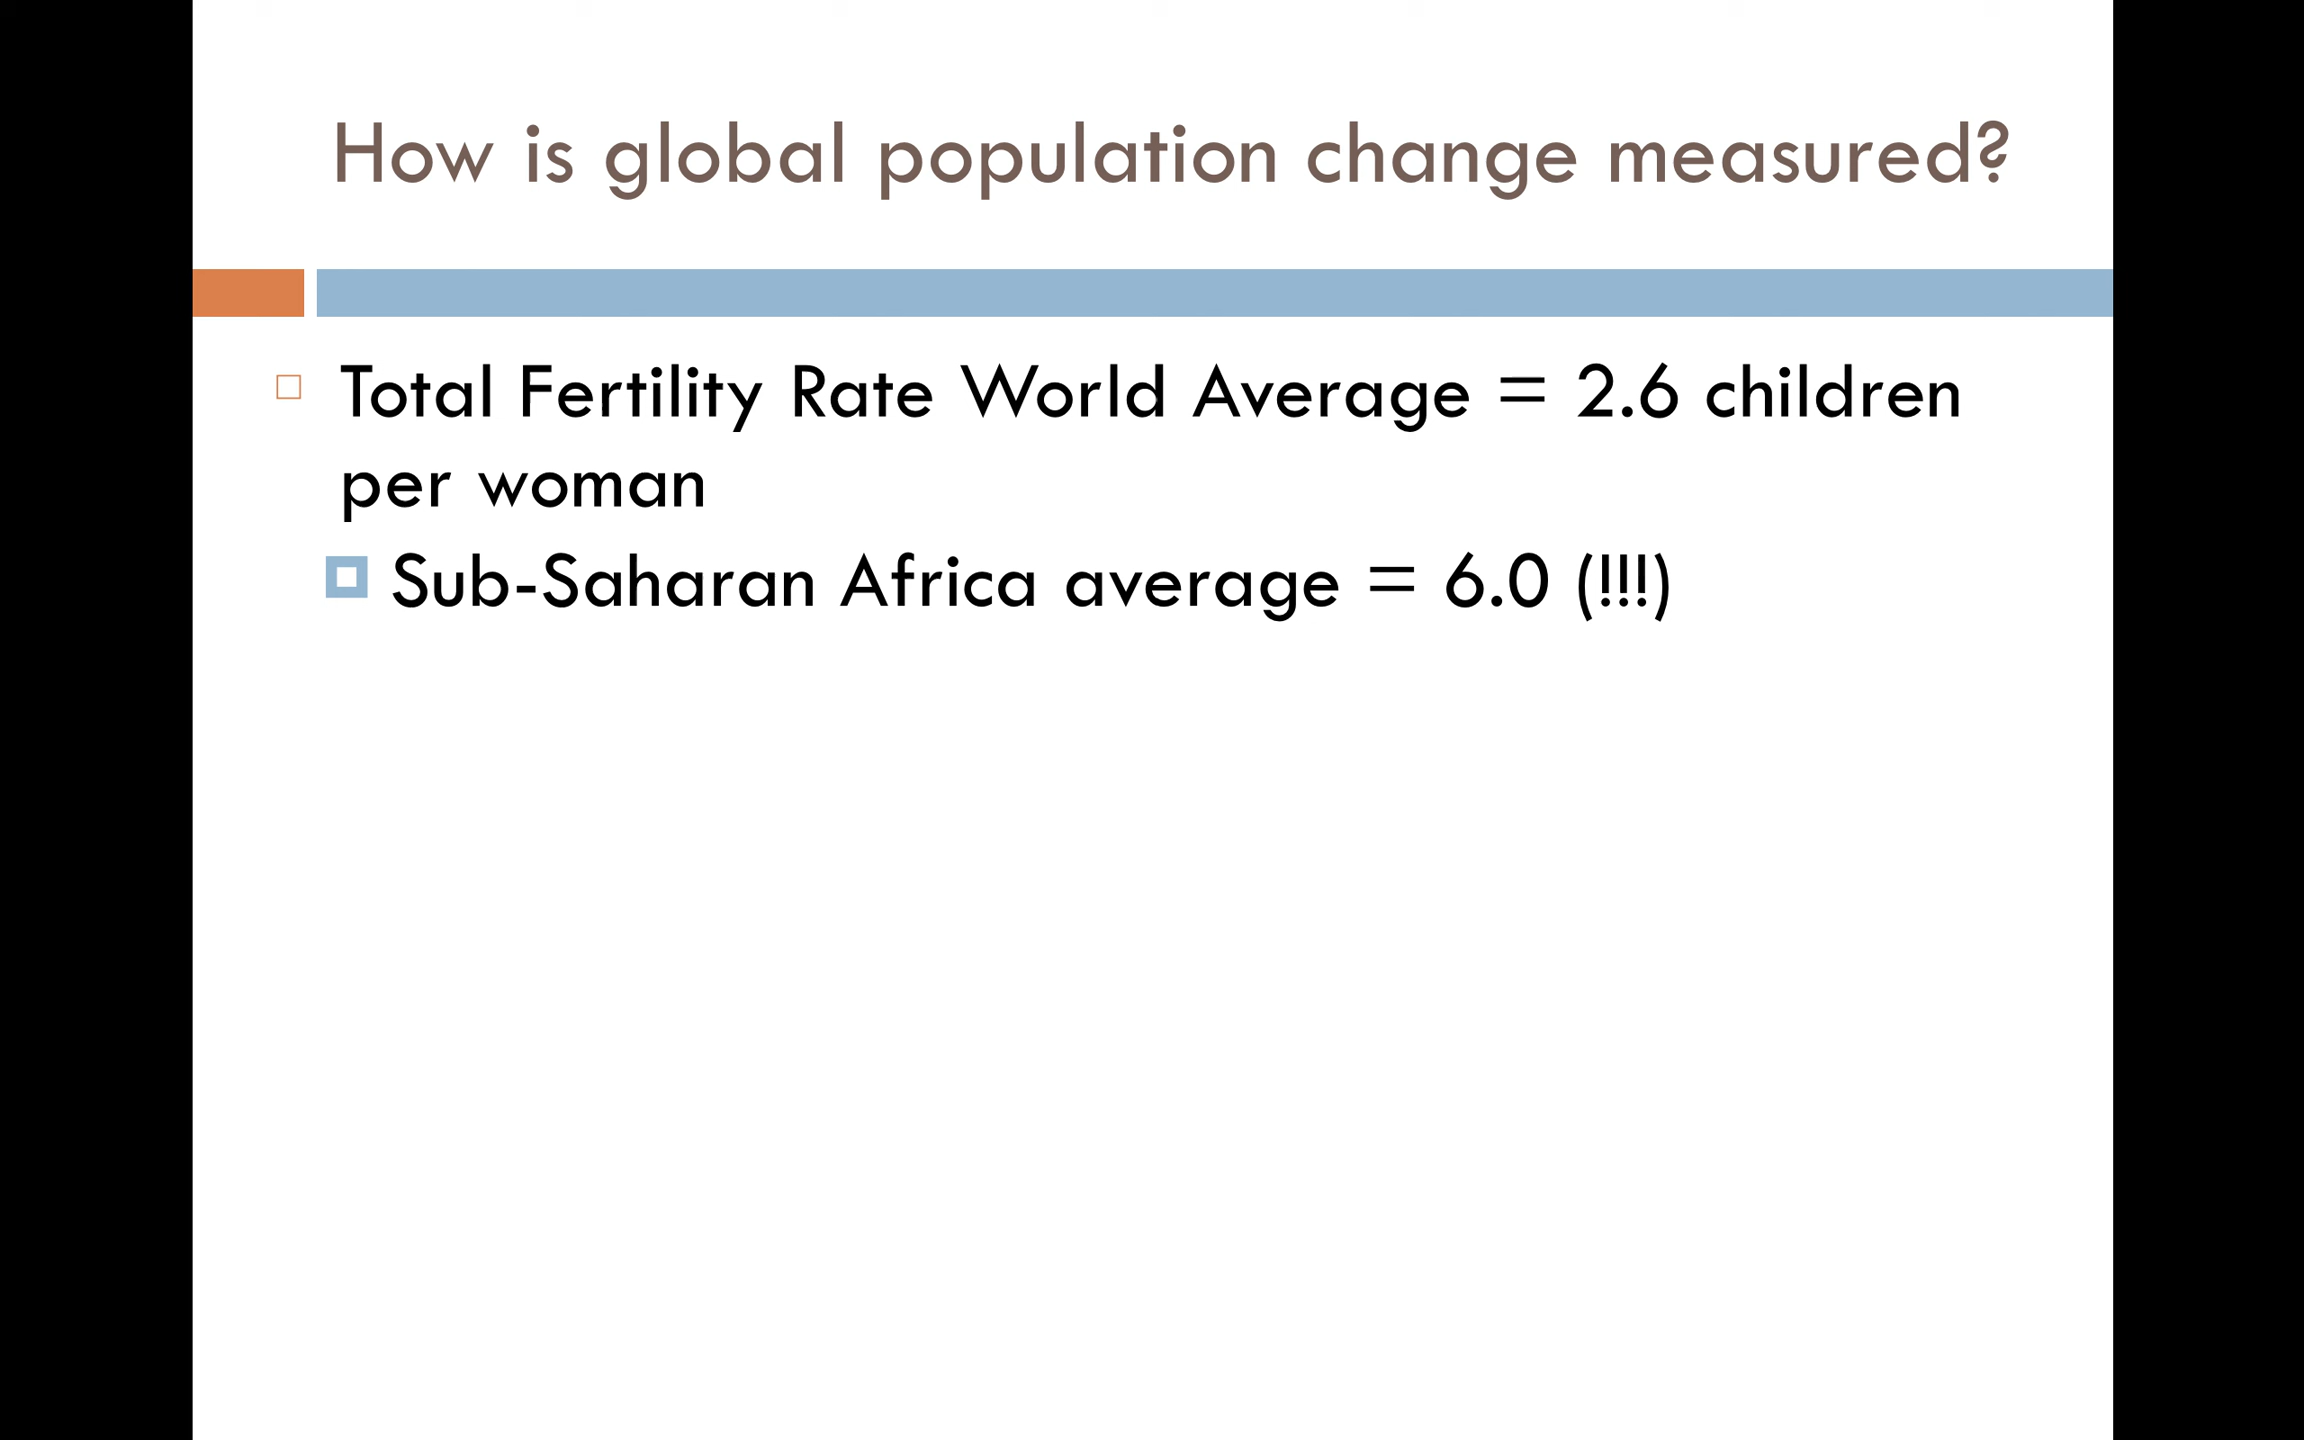 How is global population change measured?
Total Fertility Rate World Average = 2.6 children
per woman
Sub-Saharan Africa average = 6.0 (!!!)